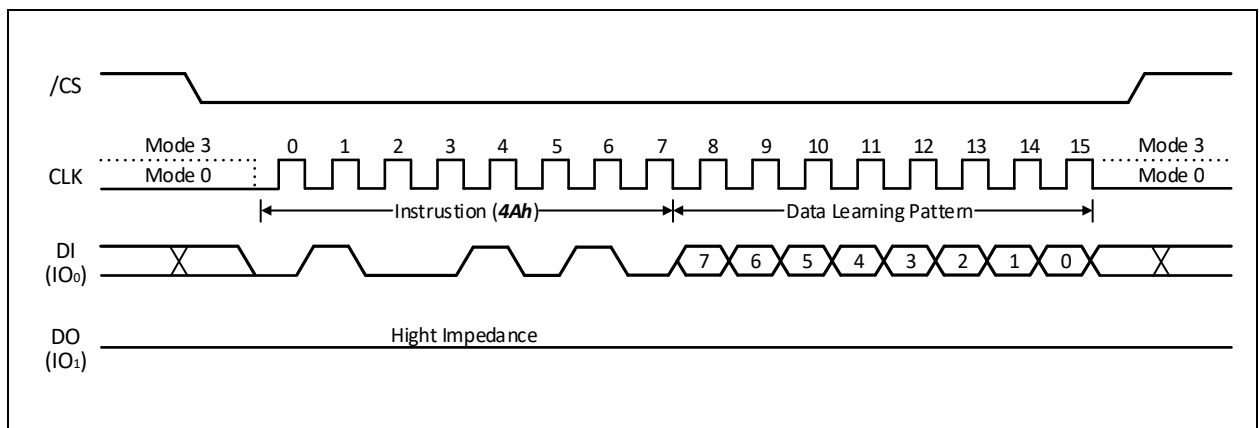 /CS
Mode 3 0 1 2 3 4 5 6 7 8 9 10 11 12 13 14 15 Mode 3
CLK Mode 0 Mode 0
Instrustion (4Ah) Data Learning Pattern
DI
(IO0) 7 6 5 4 3 2 1 0
DO Hight Impedance
(IO1)